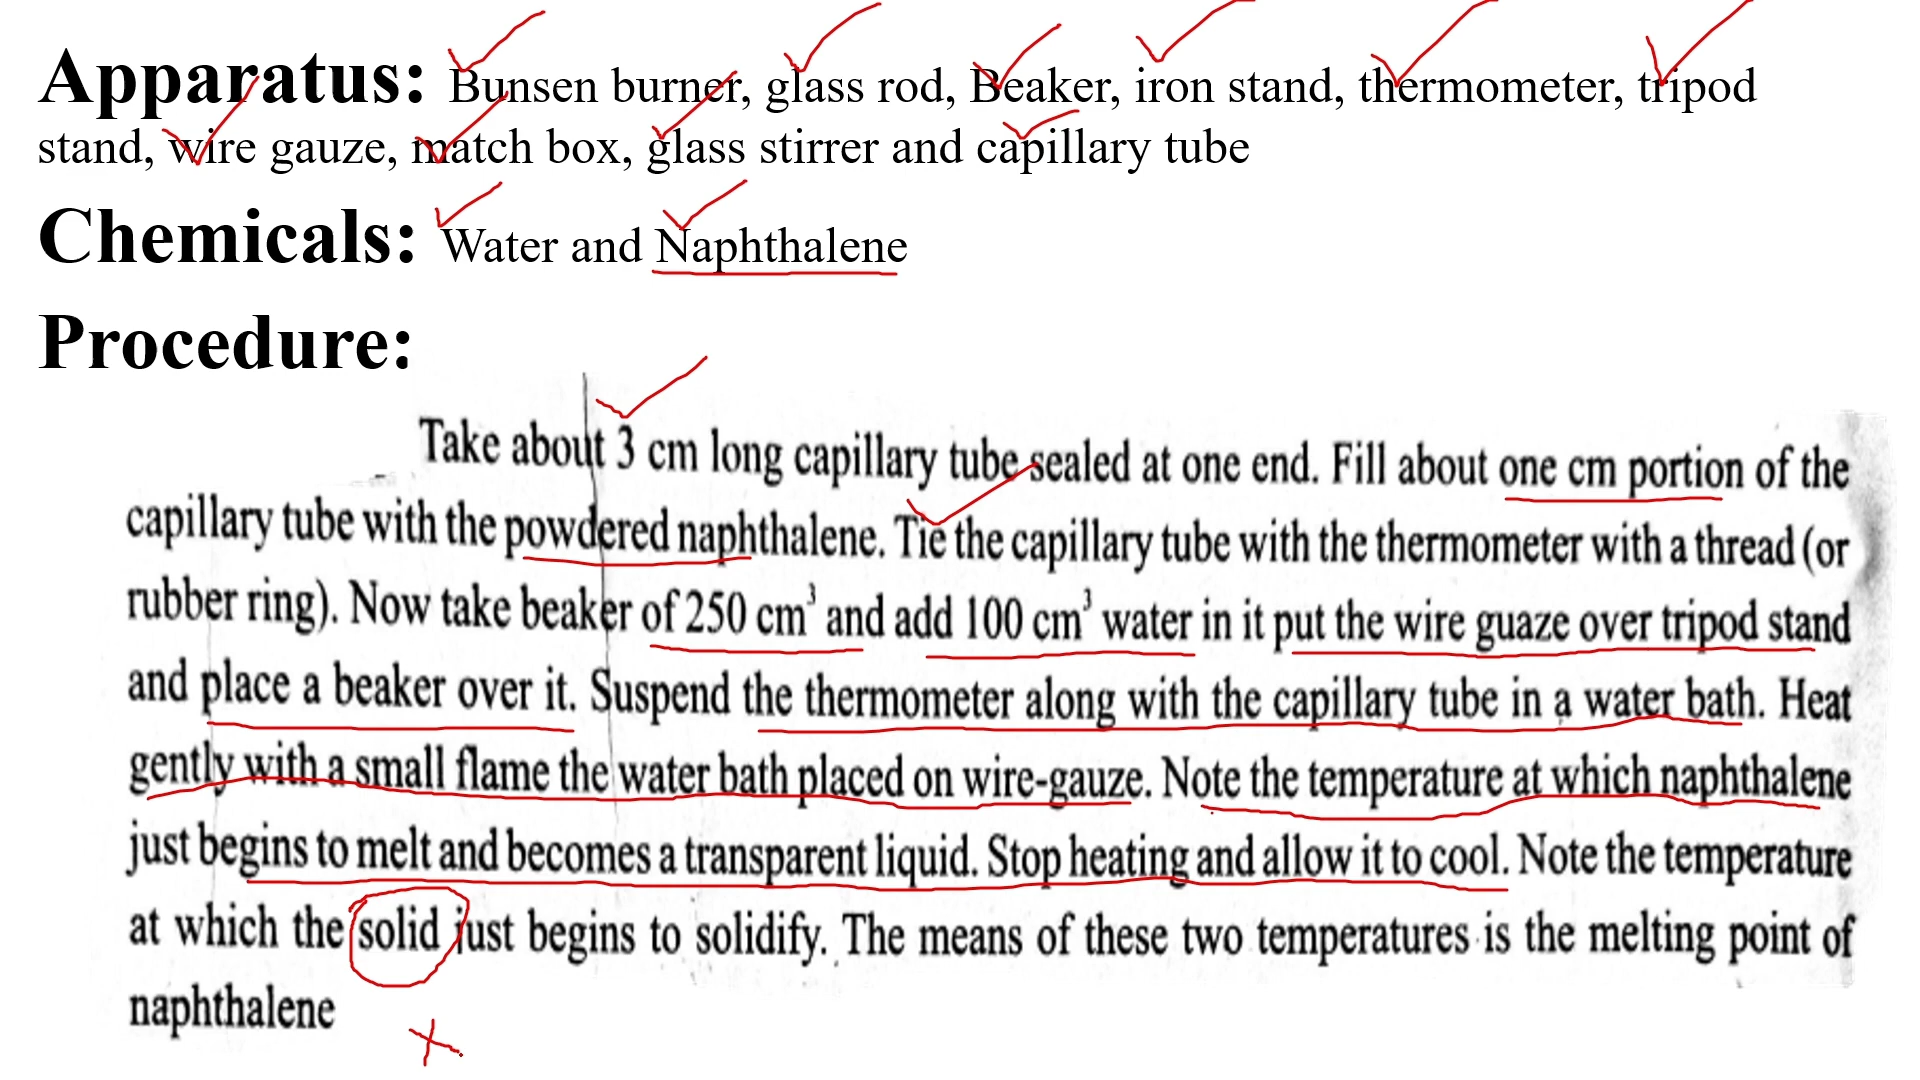 Apparatus: Bunsen burner, glass rod, Beaker, iron stand, thermometer, tripod
stand, wire gauze, match box, glass stirrer and capillary tube
Chemicals: Water and Naphthalene
Procedure:
Take about 3 cm long capillary tube sealed at one end. Fill about one cm portion of the
capillary tube with the powdered naphthalene. Tie the capillary tube with the thermometer with a thread (or
rubber ring). Now take beaker of 250 cm³ and add 100 cm³ water in it put the wire guaze over tripod stand
and place a beaker over it. Suspend the thermometer along with the capillary tube in a water bath. Heat
gently with a small flame the water bath placed on wire-gauze. Note the temperature at which naphthalene
just begins to melt and becomes a transparent liquid. Stop heating and allow it to cool. Note the temperature
at which the solid just begins to solidify. The means of these two temperatures is the melting point of
naphthalene